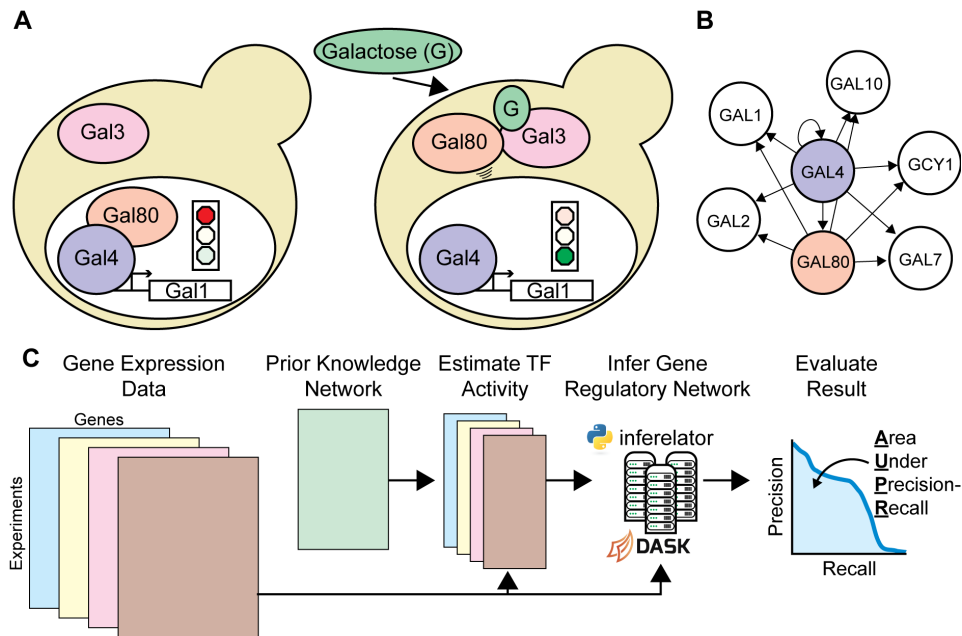 A
Galactose (G)
Gal3
Gal80
Gal4
Gal1
G
Gal80
Gal3
Gal4
Gal1
B
GAL10
GAL1
GAL4
GCY1
GAL2
GAL80
GAL7
C
Gene Expression
Data
Prior Knowledge
Network
Estimate TF
Activity
Infer Gene
Regulatory Network
Evaluate
Result
Genes
Experiments
inferelator
DASK
Precision
Recall
Area
Under
Precision-
Recall